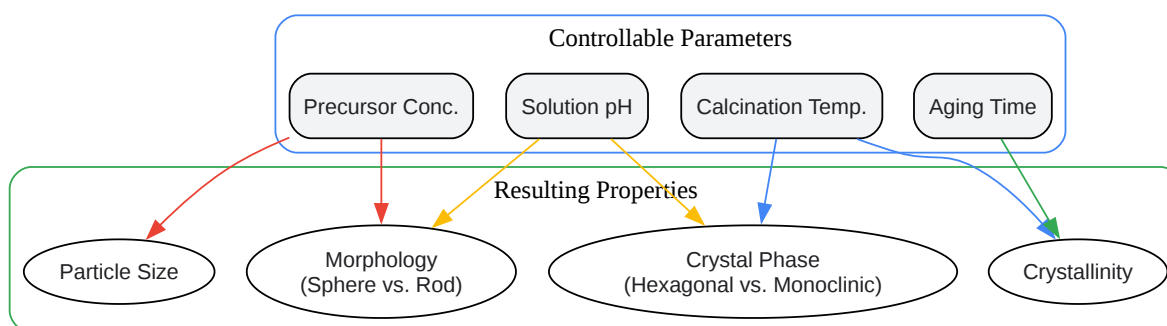 Controllable Parameters
Precursor Conc.
Solution pH
Calcination Temp.
Aging Time
Resulting Properties
Particle Size
Morphology
(Sphere vs. Rod)
Crystal Phase
(Hexagonal vs. Monoclinic)
Crystallinity